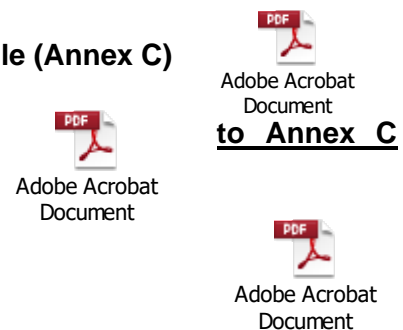 PDF
Adobe Acrobat
Document
le (Annex C)
to Annex C
PDF
Adobe Acrobat
Document
PDF
Adobe Acrobat
Document